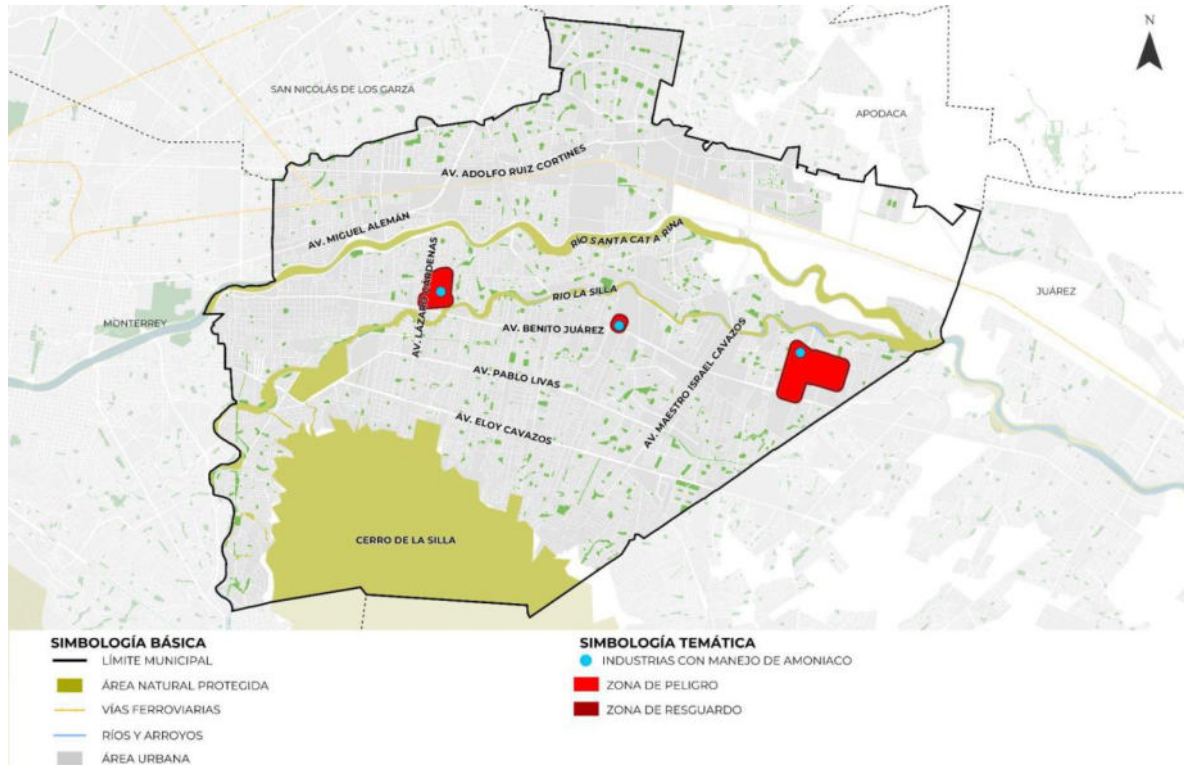 N
SAN NICOLÁS DE LOS GARZA
APODACA
AV. ADOLFO RUIZ CORTINES
AV. MIGUEL ALEMÁN
RÍO SANTA CATARINA
AV. LÁZARO CÁRDENAS
RIO LA SILLA
JUÁREZ
MONTERREY
AV. BENITO JUÁREZ
AV. MAESTRO ISRAEL CAVAZOS
AV. PABLO LIVAS
AV. ELOY CAVAZOS
CERRO DE LA SILLA
SIMBOLOGÍA BÁSICA
LÍMITE MUNICIPAL
ÁREA NATURAL PROTEGIDA
VÍAS FERROVIARIAS
RÍOS Y ARROYOS
ÁREA URBANA
SIMBOLOGÍA TEMÁTICA
INDUSTRIAS CON MANEJO DE AMONIACO
ZONA DE PELIGRO
ZONA DE RESGUARDO